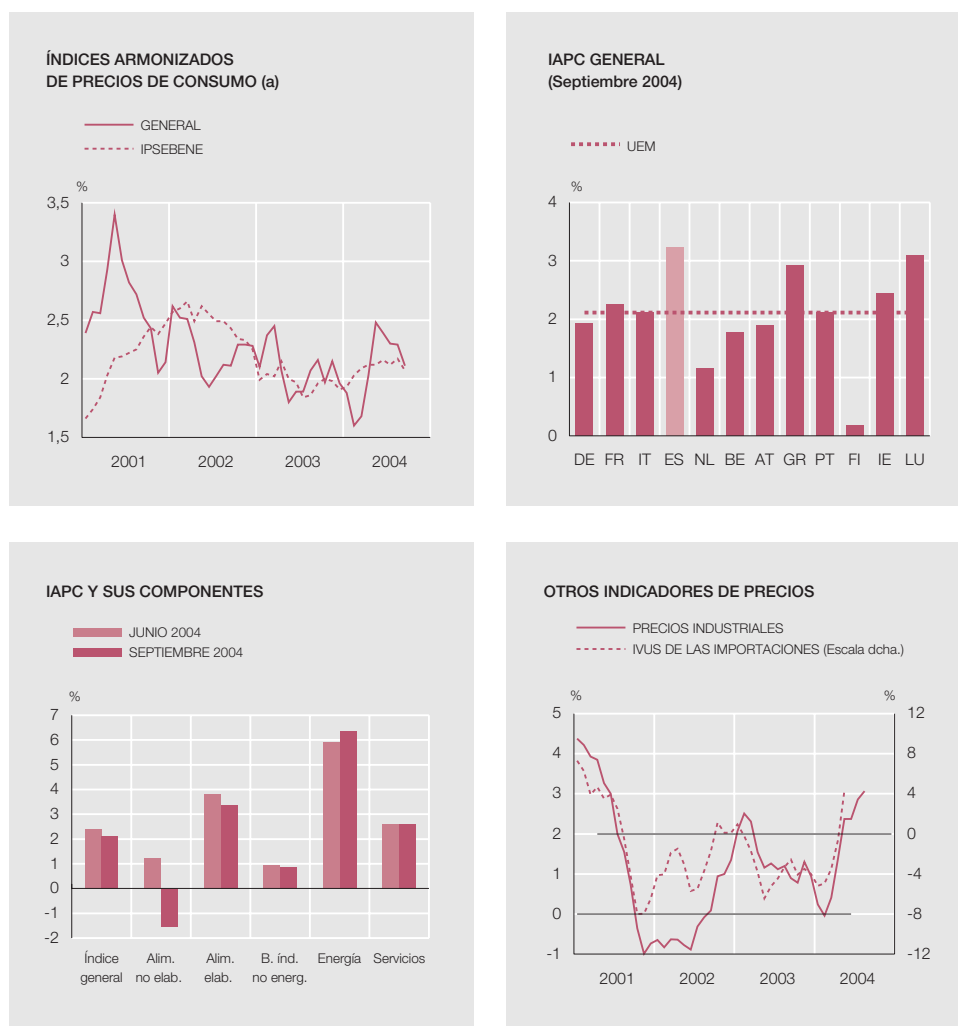 ÍNDICES ARMONIZADOS
DE PRECIOS DE CONSUMO (a)
GENERAL
IPSEBENE
%
3,5
3
2,5
2
1,5
2001 2002 2003 2004
IAPC GENERAL
(Septiembre 2004)
UEM
%
4
3
2
1
0
DE FR IT ES NL BE AT GR PT FI IE LU
IAPC Y SUS COMPONENTES
JUNIO 2004
SEPTIEMBRE 2004
%
7
6
5
4
3
2
1
0
-1
-2
Índice Alim. Alim. B. índ. Energía Servicios
general no elab. elab. no energ.
OTROS INDICADORES DE PRECIOS
PRECIOS INDUSTRIALES
IVUS DE LAS IMPORTACIONES (Escala dcha.)
% %
5 12
4 8
3 4
2 0
1 -4
0 -8
-1 -12
2001 2002 2003 2004